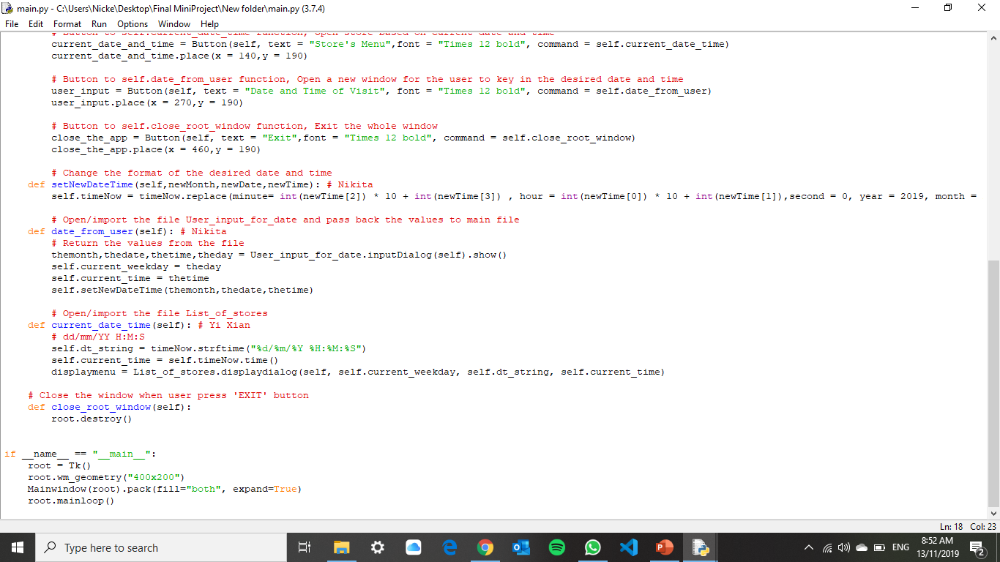 main.py - C:\Users\Nicke\Desktop\Final MiniProject\New folder\main.py (3.7.4)
File Edit Format Run Options Window Help
# Button to self.current_date_time function, Open store based on current date and time
current_date_and_time = Button(self, text = "Store's Menu",font = "Times 12 bold", command = self.current_date_time)
current_date_and_time.place(x = 140,y = 190)
# Button to self.date_from_user function, Open a new window for the user to key in the desired date and time
user_input = Button(self, text = "Date and Time of Visit", font = "Times 12 bold", command = self.date_from_user)
user_input.place(x = 270,y = 190)
# Button to self.close_root_window function, Exit the whole window
close_the_app = Button(self, text = "Exit",font = "Times 12 bold", command = self.close_root_window)
close_the_app.place(x = 460,y = 190)
# Change the format of the desired date and time
def setNewDateTime(self,newMonth,newDate,newTime): # Nikita
self.timeNow = timeNow.replace(minute= int(newTime[2]) * 10 + int(newTime[3]) , hour = int(newTime[0]) * 10 + int(newTime[1]),second = 0, year = 2019, month =
# Open/import the file User_input_for_date and pass back the values to main file
def date_from_user(self): # Nikita
# Return the values from the file
themonth,thedate,thetime,theday = User_input_for_date.inputDialog(self).show()
self.current_weekday = theday
self.current_time = thetime
self.setNewDateTime(themonth,thedate,thetime)
# Open/import the file List_of_stores
def current_date_time(self): # Yi Xian
# dd/mm/YY H:M:S
self.dt_string = timeNow.strftime("%d/%m/%Y %H:%M:%S")
self.current_time = self.timeNow.time()
displaymenu = List_of_stores.displaydialog(self, self.current_weekday, self.dt_string, self.current_time)
# Close the window when user press 'EXIT' button
def close_root_window(self):
root.destroy()
if __name__ == "__main__":
root = Tk()
root.wm_geometry("400x200")
Mainwindow(root).pack(fill="both", expand=True)
root.mainloop()
Ln: 18 Col: 23
Type here to search
ENG
8:52 AM
13/11/2019
2